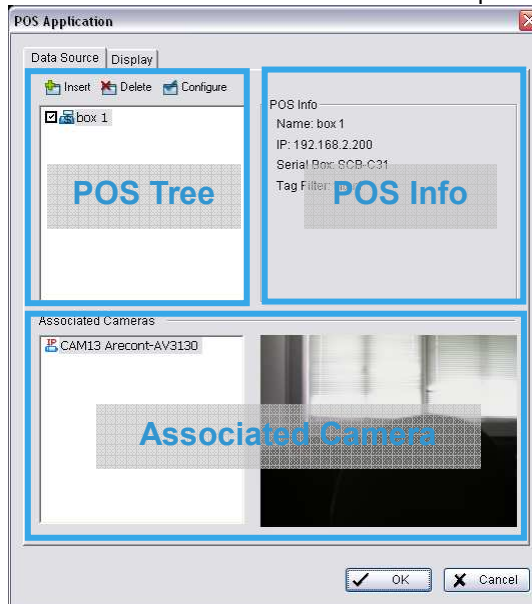 POS Application
Data Source Display
Insert Delete Configure
box 1
POS Tree
POS Info
Name: box 1
IP: 192.168.2.200
Serial Box: SCB-C31
Tag Filter:
POS Info
Associated Cameras
IP CAM13 Arecont-AV3130
Associated Camera
OK Cancel